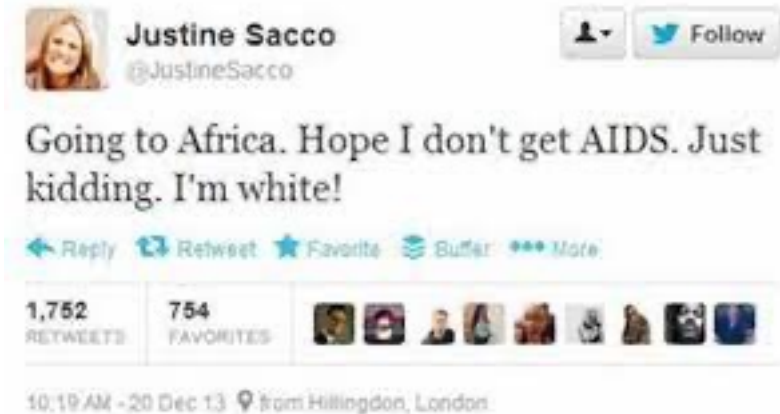 Justine Sacco
@JustineSacco
Follow
Going to Africa. Hope I don't get AIDS. Just
kidding. I'm white!
Reply Retweet Favorite Buffer More
1,752 754
RETWEETS FAVORITES
10:19 AM - 20 Dec 13 from Hillingdon, London